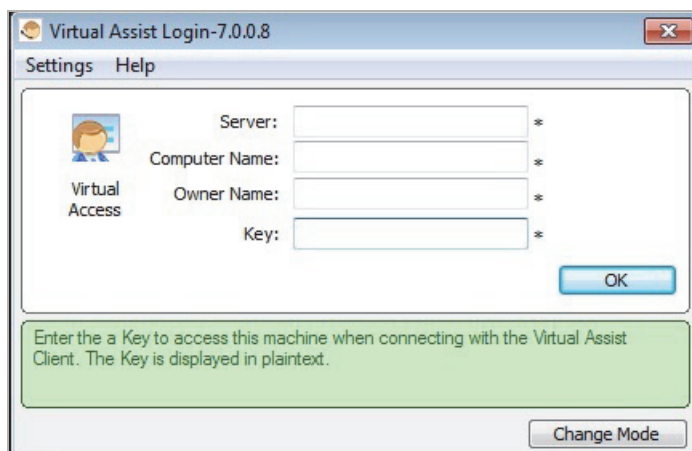 Virtual Assist Login-7.0.0.8
Settings Help
Server: *
Computer Name: *
Virtual Access
Owner Name: *
Key: *
OK
Enter the a Key to access this machine when connecting with the Virtual Assist
Client. The Key is displayed in plaintext.
Change Mode